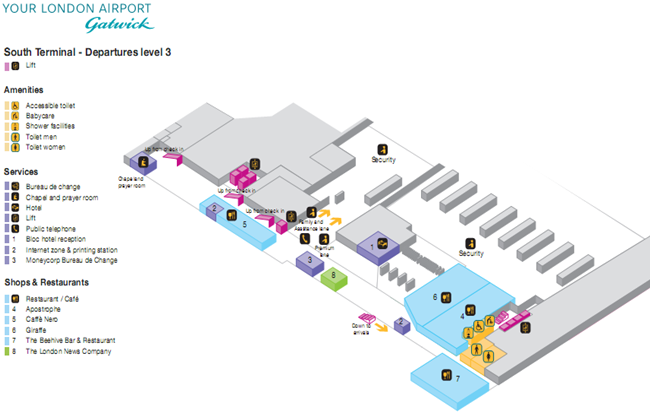 YOUR LONDON AIRPORT
Gatwick
South Terminal - Departures level 3
Lift
Amenities
Accessible toilet
Babycare
Shower facilities
Toilet men
Toilet women
Services
Bureau de change
Chapel and prayer room
Hotel
Lift
Public telephone
1 Bloc hotel reception
2 Internet zone & printing station
3 Moneycorp Bureau de Change
Shops & Restaurants
Restaurant / Café
4 Apostrophe
5 Caffè Nero
6 Giraffe
7 The Beehive Bar & Restaurant
8 The London News Company
Up from check in
Chapel and
prayer room
Up from check in
2
5
Up from check in
Family and
Assistance lane
Premium
lane
Security
1
3
8
Security
6
4
Down to
arrivals
2
7